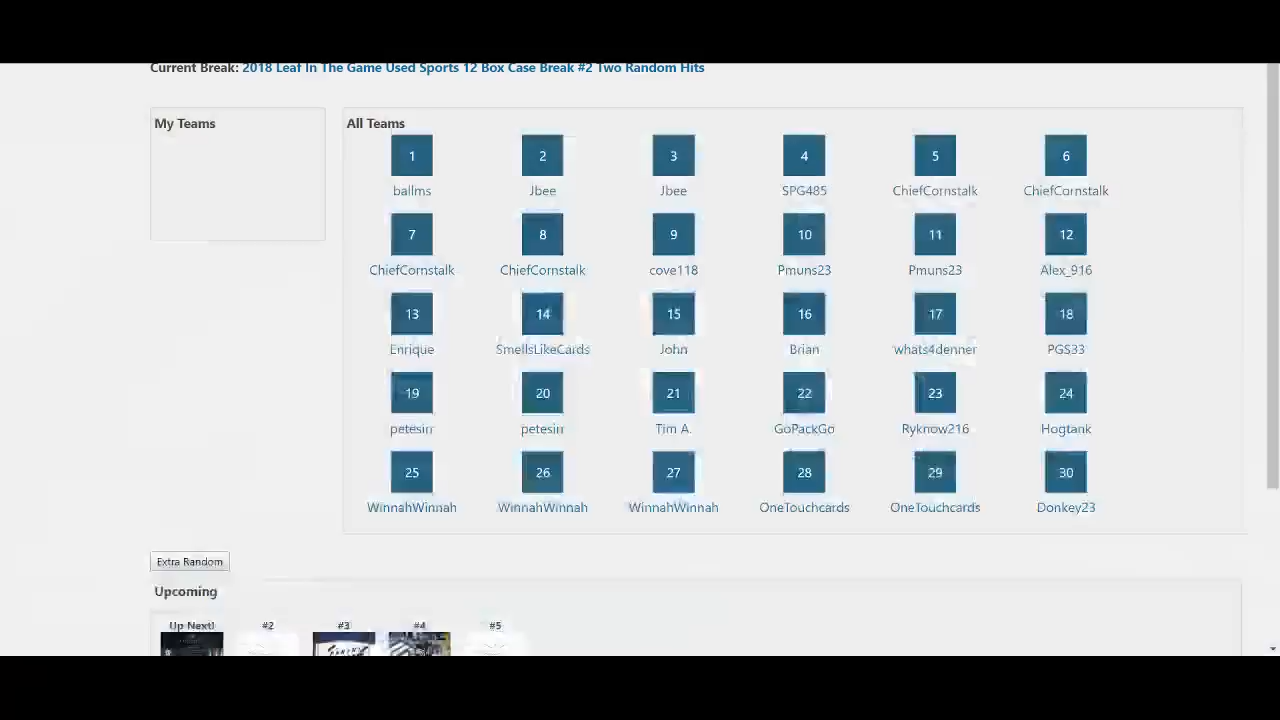 Current Break: 2018 Leaf In The Game Used Sports 12 Box Case Break #2 Two Random Hits
My Teams
All Teams
1 2 3 4 5 6
ballms Jbee Jbee SPG485 ChiefCornstalk ChiefCornstalk
7 8 9 10 11 12
ChiefCornstalk ChiefCornstalk cove118 Pmuns23 Pmuns23 Alex_916
13 14 15 16 17 18
Enrique SmellsLikeCards John Brian whats4denner PGS33
19 20 21 22 23 24
petesirr petesirr Tim A. GoPackGo Ryknow216 Hogtank
25 26 27 28 29 30
WinnahWinnah WinnahWinnah WinnahWinnah OneTouchcards OneTouchcards Donkey23
Extra Random
Upcoming
Up Next! #2 #3 #4 #5